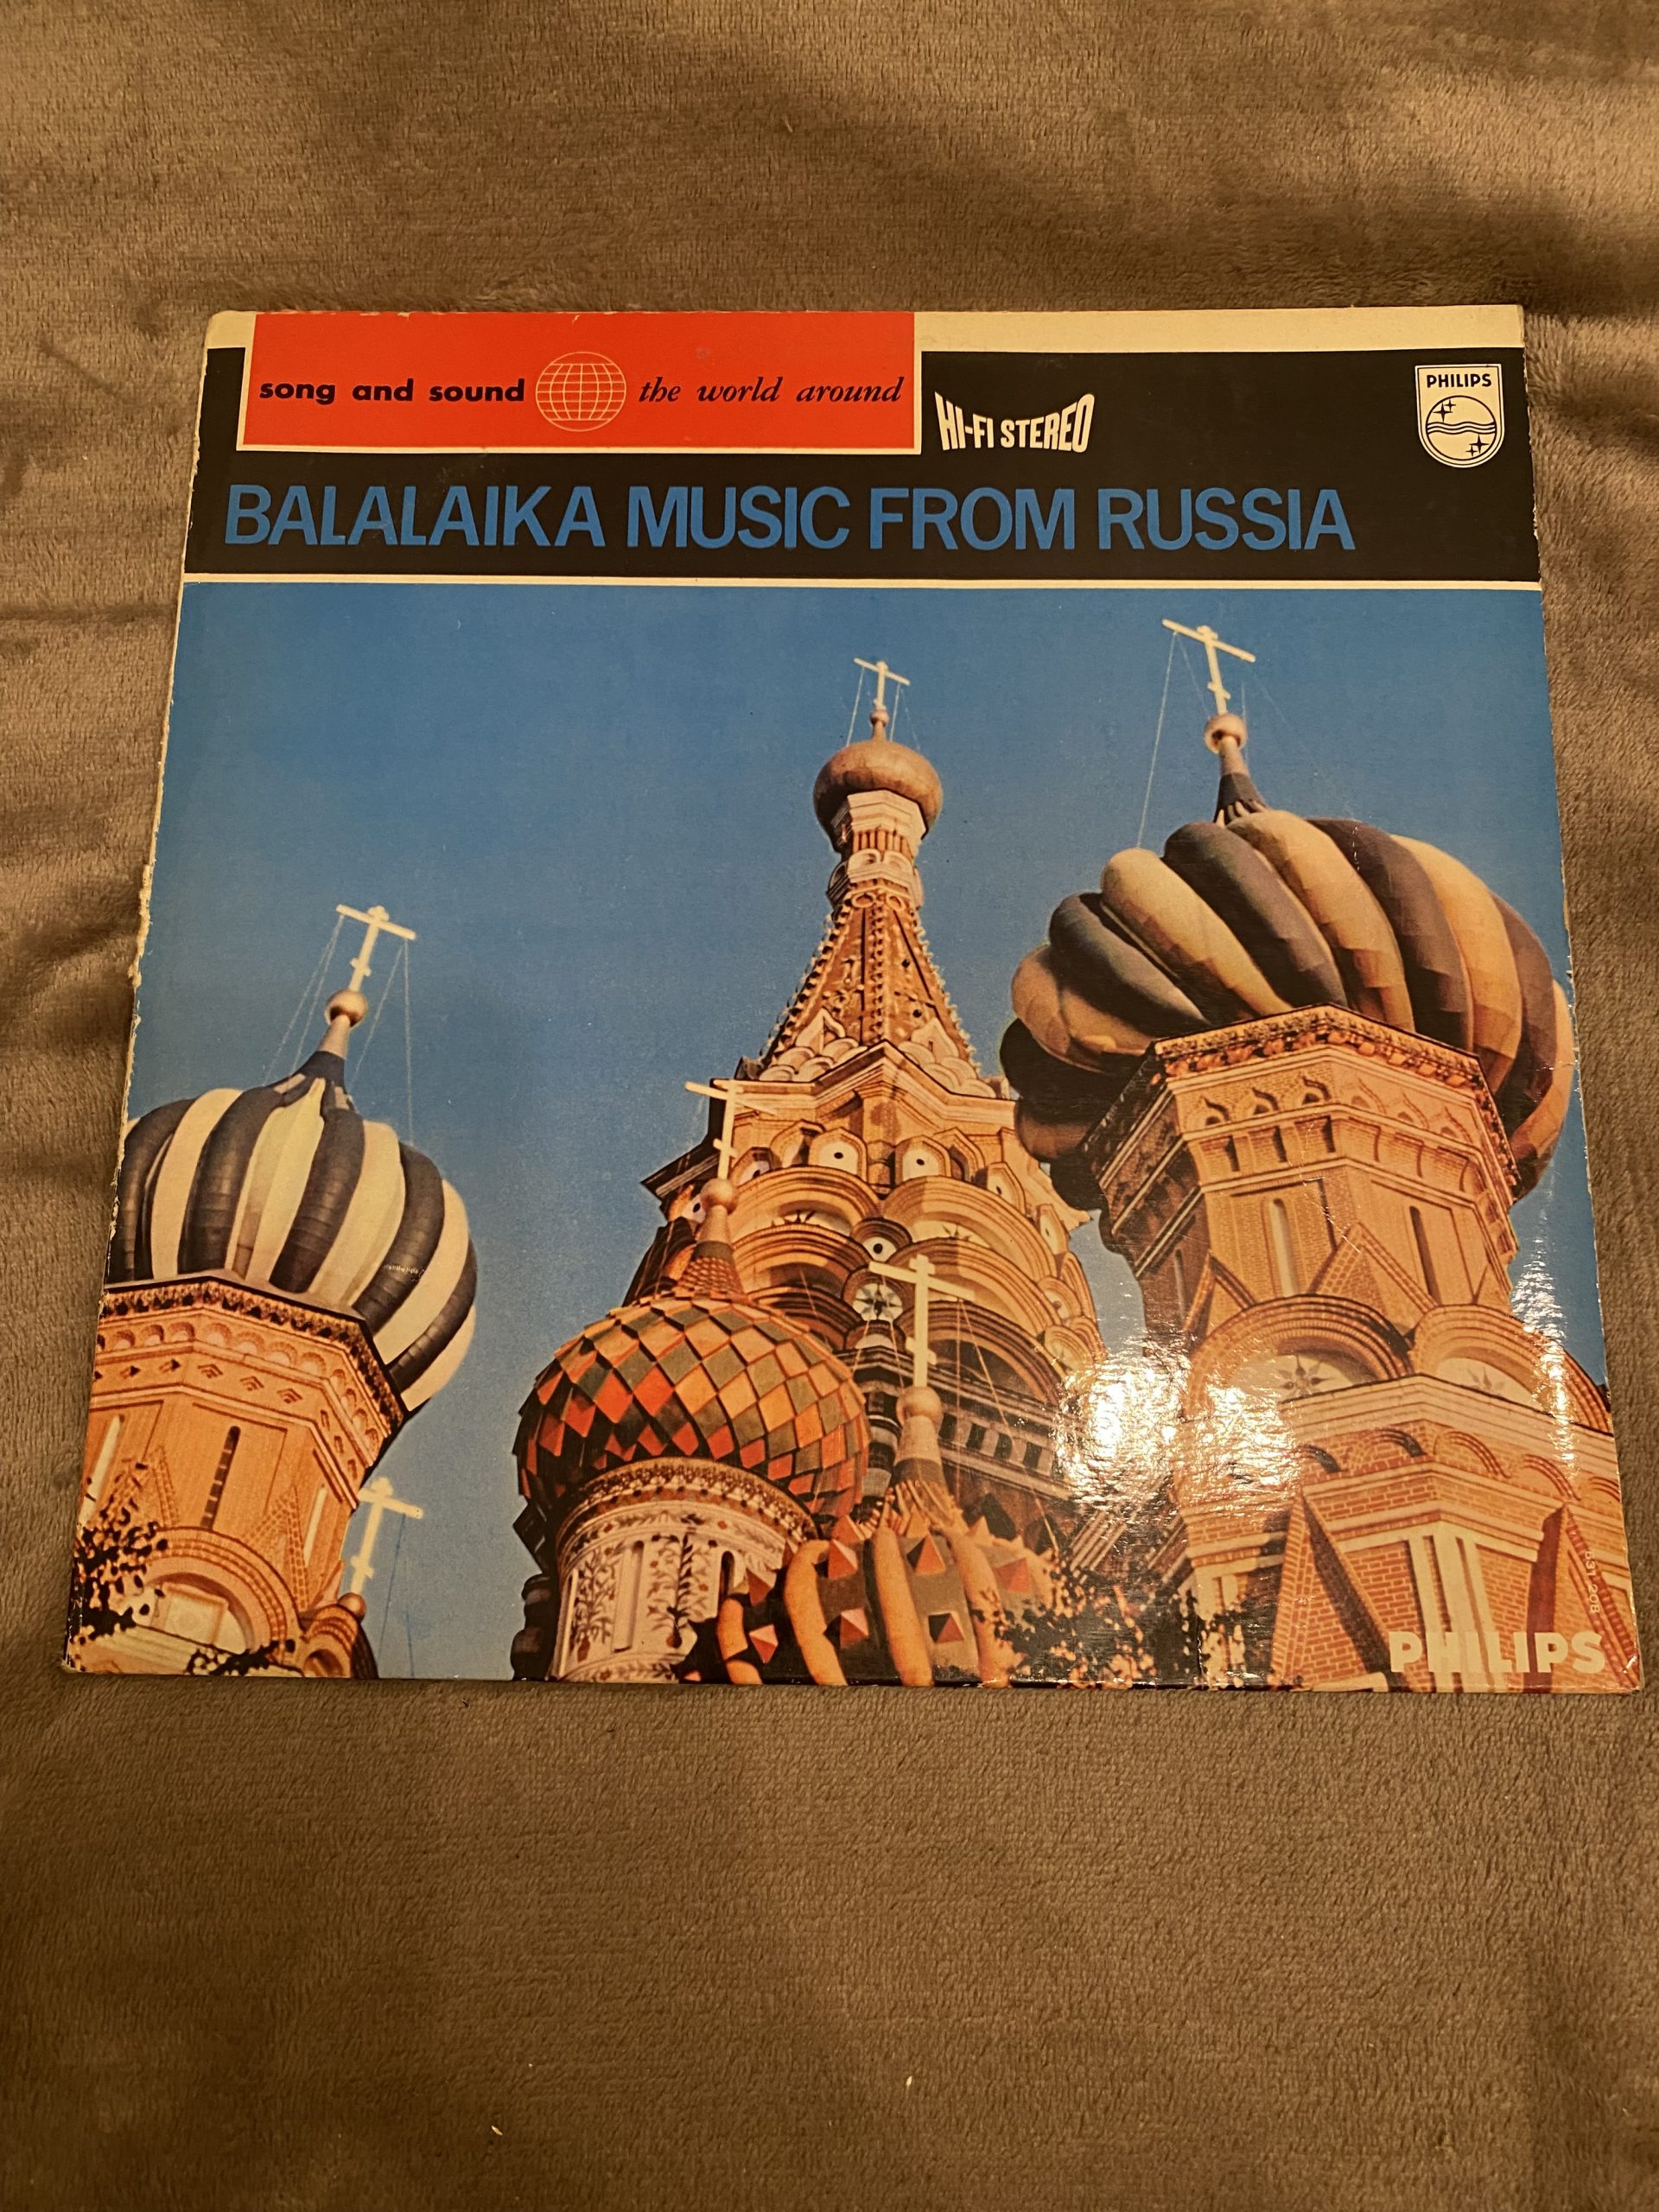 song and sound the world around
HI-FI STEREO
PHILIPS
BALALAIKA MUSIC FROM RUSSIA
PHILIPS